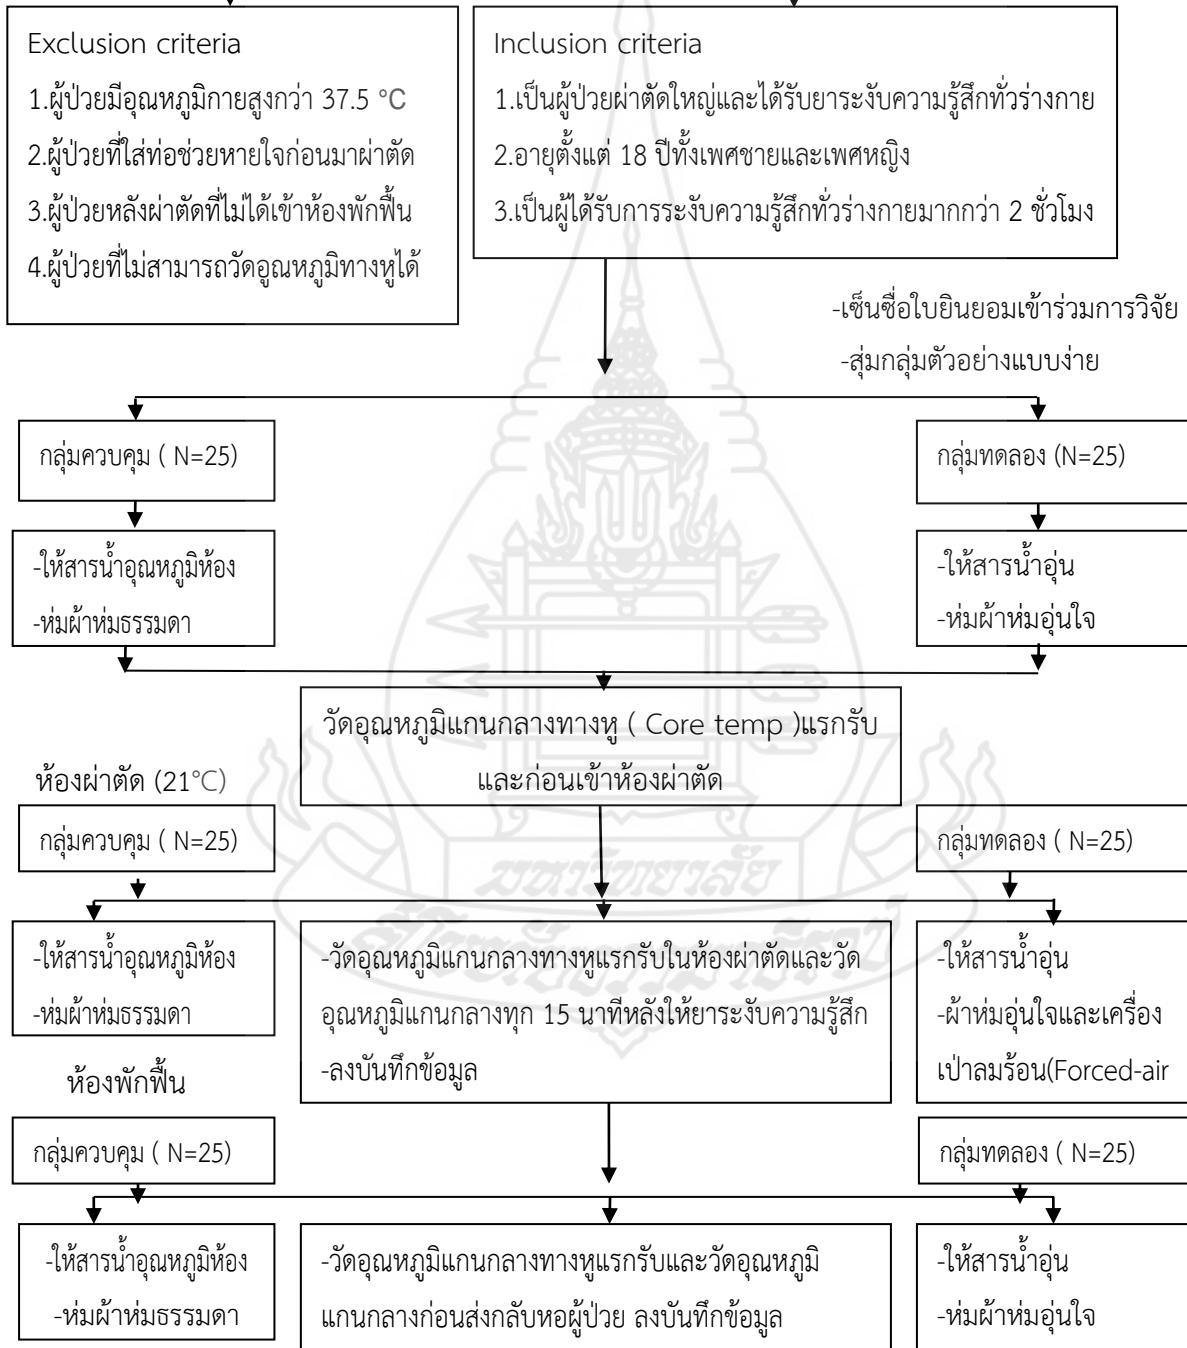 Exclusion criteria
1.ผู้ป่วยมีอุณหภูมิกายสูงกว่า 37.5 °C
2.ผู้ป่วยที่ใส่ท่อช่วยหายใจก่อนมาผ่าตัด
3.ผู้ป่วยหลังผ่าตัดที่ไม่ได้เข้าห้องพักฟื้น
4.ผู้ป่วยที่ไม่สามารถวัดอูณหภูมิทางหูได้
Inclusion criteria
1.เป็นผู้ป่วยผ่าตัดใหญ่และได้รับยาระงับความรู้สึกทั่วร่างกาย
2.อายุตั้งแต่ 18 ปีทั้งเพศชายและเพศหญิง
3.เป็นผู้ได้รับการระงับความรู้สึกทั่วร่างกายมากกว่า 2 ชั่วโมง
-เซ็นชื่อใบยินยอมเข้าร่วมการวิจัย
-สุ่มกลุ่มตัวอย่างแบบง่าย
กลุ่มควบคุม ( N=25)
กลุ่มทดลอง (N=25)
-ให้สารน้ำอุณหภูมิห้อง
-ห่มผ้าห่มธรรมดา
-ให้สารน้ำอุ่น
-ห่มผ้าห่มอุ่นใจ
วัดอุณหภูมิแกนกลางทางหู ( Core temp )แรกรับ
และก่อนเข้าห้องผ่าตัด
ห้องผ่าตัด (21°C)
กลุ่มควบคุม ( N=25)
กลุ่มทดลอง ( N=25)
-ให้สารน้ำอุณหภูมิห้อง
-ห่มผ้าห่มธรรมดา
-วัดอุณหภูมิแกนกลางทางหูแรกรับในห้องผ่าตัดและวัด
อุณหภูมิแกนกลางทุก 15 นาทีหลังให้ยาระงับความรู้สึก
-ลงบันทึกข้อมูล
-ให้สารน้ำอุ่น
-ผ้าห่มอุ่นใจและเครื่อง
เป่าลมร้อน(Forced-air
มหาวิทยาลัย
สุโขทัยธรรมาธิราช
ห้องพักฟื้น
กลุ่มควบคุม ( N=25)
กลุ่มทดลอง ( N=25)
-ให้สารน้ำอุณหภูมิห้อง
-ห่มผ้าห่มธรรมดา
-วัดอุณหภูมิแกนกลางทางหูแรกรับและวัดอุณหภูมิ
แกนกลางก่อนส่งกลับหอผู้ป่วย ลงบันทึกข้อมูล
-ให้สารน้ำอุ่น
-ห่มผ้าห่มอุ่นใจ